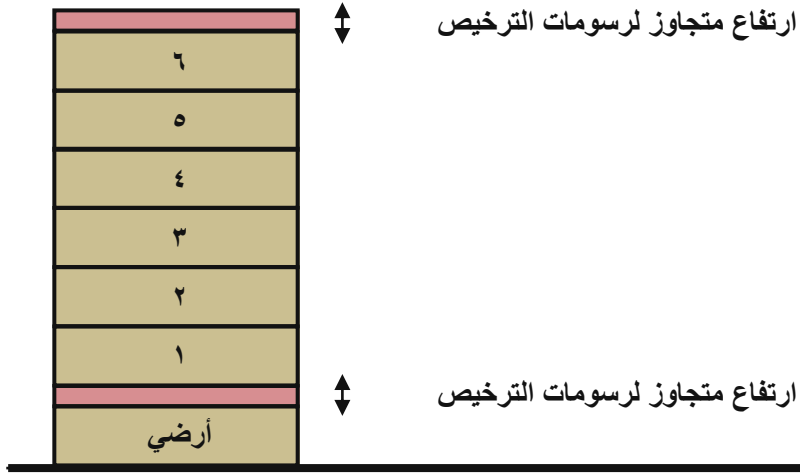 ارتفاع متجاوز لرسومات الترخيص
٦
٥
٤
٣
٢
١
ارتفاع متجاوز لرسومات الترخيص
أرضي